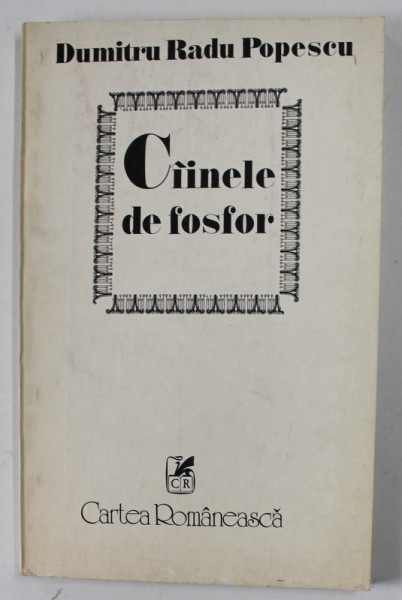 Dumitru Radu Popescu
Cîinele
de fosfor
CR
Cartea Românească